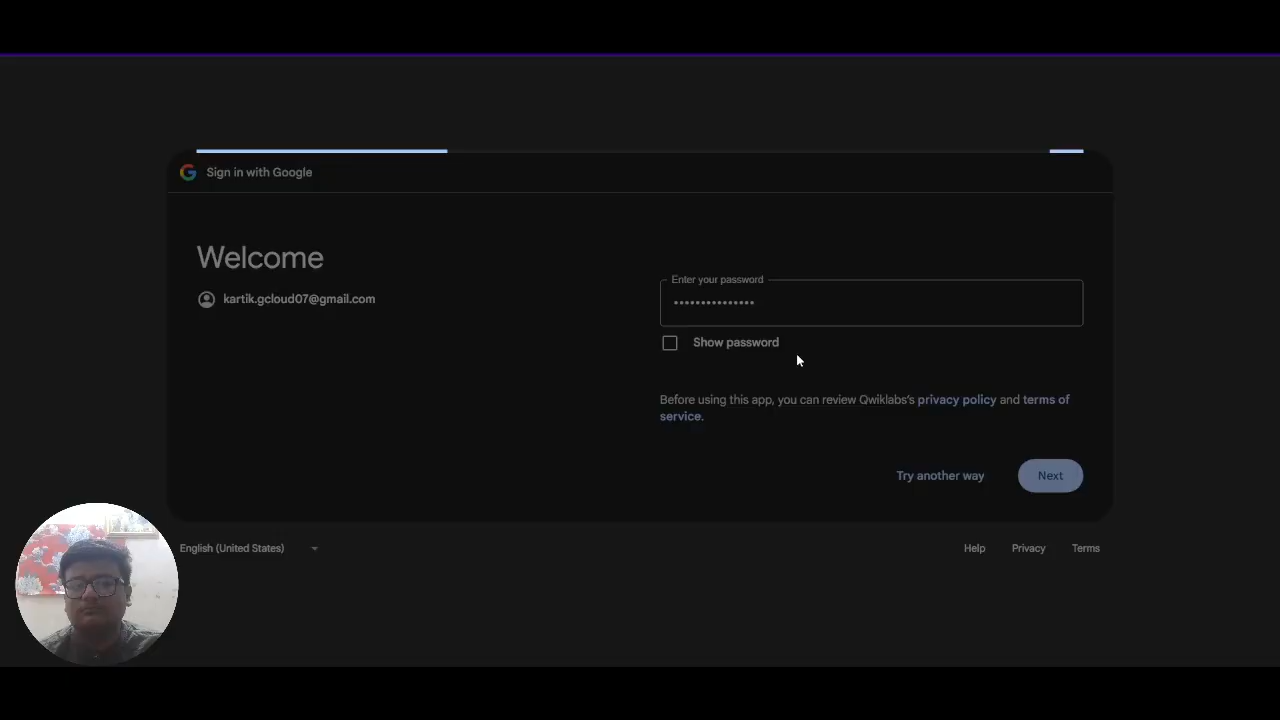 Sign in with Google
Welcome
kartik.gcloud07@gmail.com
Enter your password
•••••••••••••••
Show password
Before using this app, you can review Qwiklabs's privacy policy and terms of
service.
Try another way
Next
English (United States)
Help
Privacy
Terms